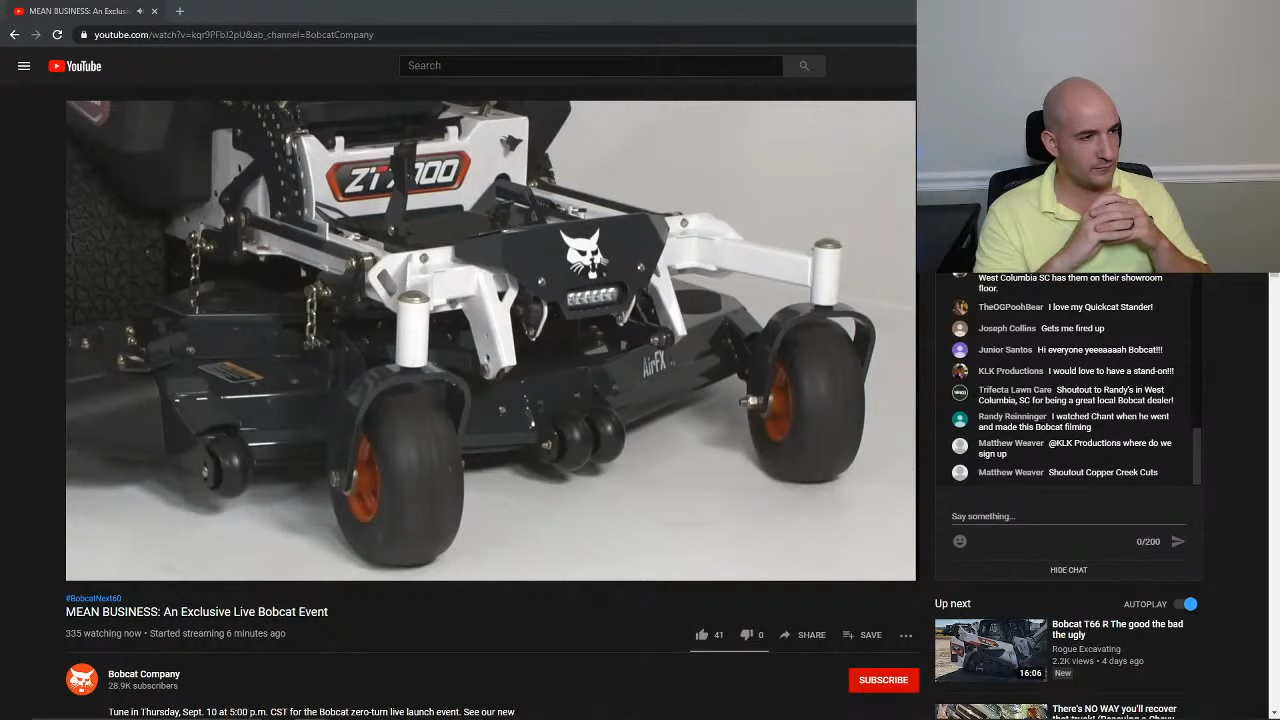 MEAN BUSINESS: An Exclusi
youtube.com/watch?v=kqr9PFbJ2pU&ab_channel=BobcatCompany
YouTube
Search
AirFX
West Columbia SC has them on their showroom
floor.
TheOGPoohBear I love my Quickcat Stander!
Joseph Collins Gets me fired up
Junior Santos Hi everyone yeeeaaaah Bobcat!!!
KLK Productions I would love to have a stand-on!!!
Trifecta Lawn Care Shoutout to Randy's in West
Columbia, SC for being a great local Bobcat dealer!
Randy Reinninger I watched Chant when he went
and made this Bobcat filming
Matthew Weaver @KLK Productions where do we
sign up
Matthew Weaver Shoutout Copper Creek Cuts
Say something...
0/200
HIDE CHAT
#BobcatNext60
MEAN BUSINESS: An Exclusive Live Bobcat Event
335 watching now • Started streaming 6 minutes ago
41
0
SHARE
SAVE
Bobcat Company
28.9K subscribers
SUBSCRIBE
Tune in Thursday, Sept. 10 at 5:00 p.m. CST for the Bobcat zero-turn live launch event. See our new
Up next
AUTOPLAY
Bobcat T66 R The good the bad
the ugly
Rogue Excavating
2.2K views • 4 days ago
New
16:06
There's NO WAY you'll recover